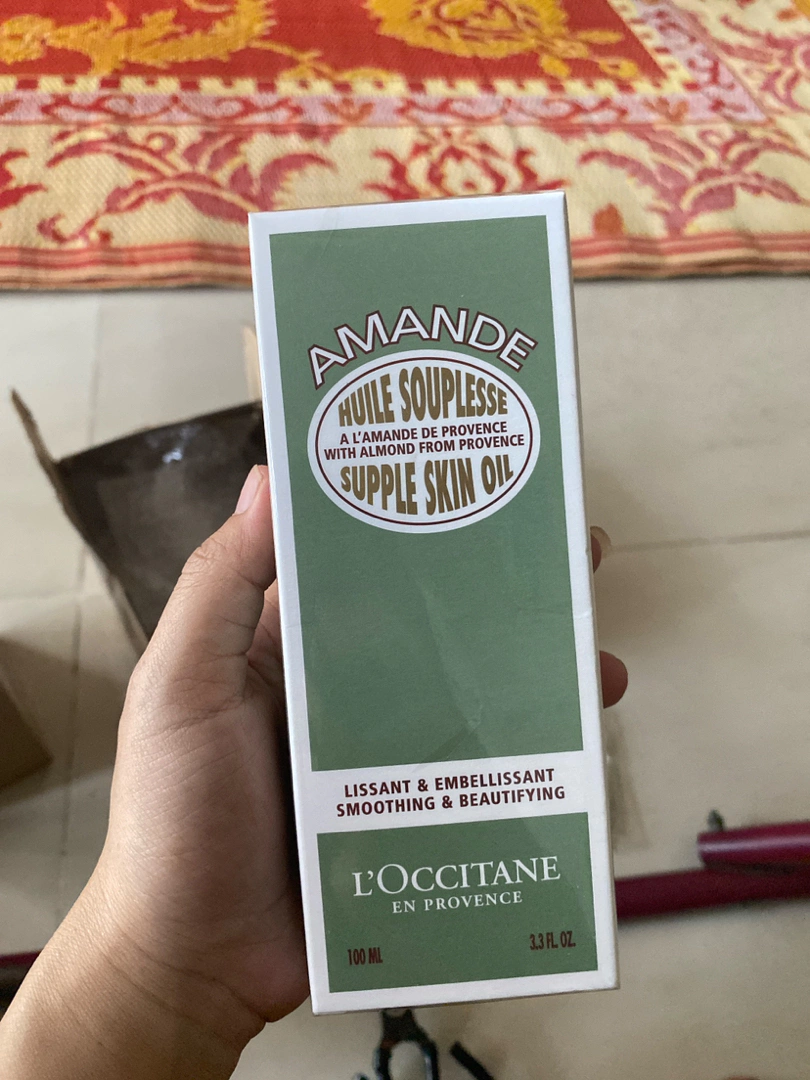 AMANDE
HUILE SOUPLESSE
A L'AMANDE DE PROVENCE
WITH ALMOND FROM PROVENCE
SUPPLE SKIN OIL
LISSANT & EMBELLISSANT
SMOOTHING & BEAUTIFYING
L'OCCITANE
EN PROVENCE
100 ML 3.3 FL. OZ.